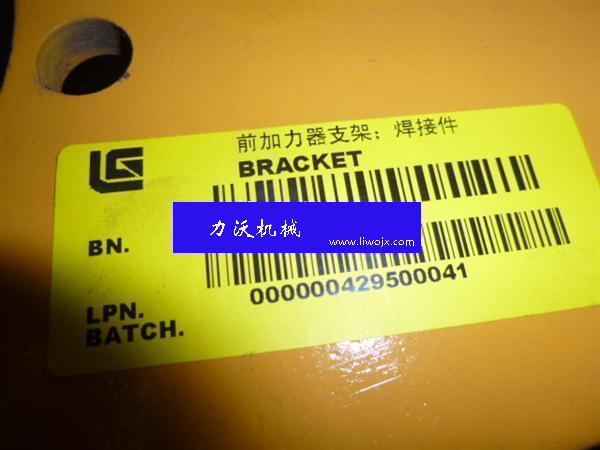 前加力器支架；焊接件
LG
BRACKET
力沃机械
www.liwojx.com
BN.
000000429500041
LPN.
BATCH.